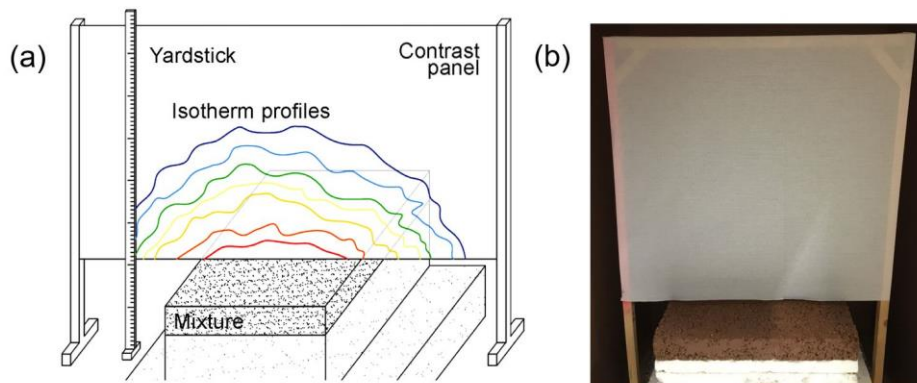 (a)
Yardstick
Contrast
panel
(b)
Isotherm profiles
Mixture